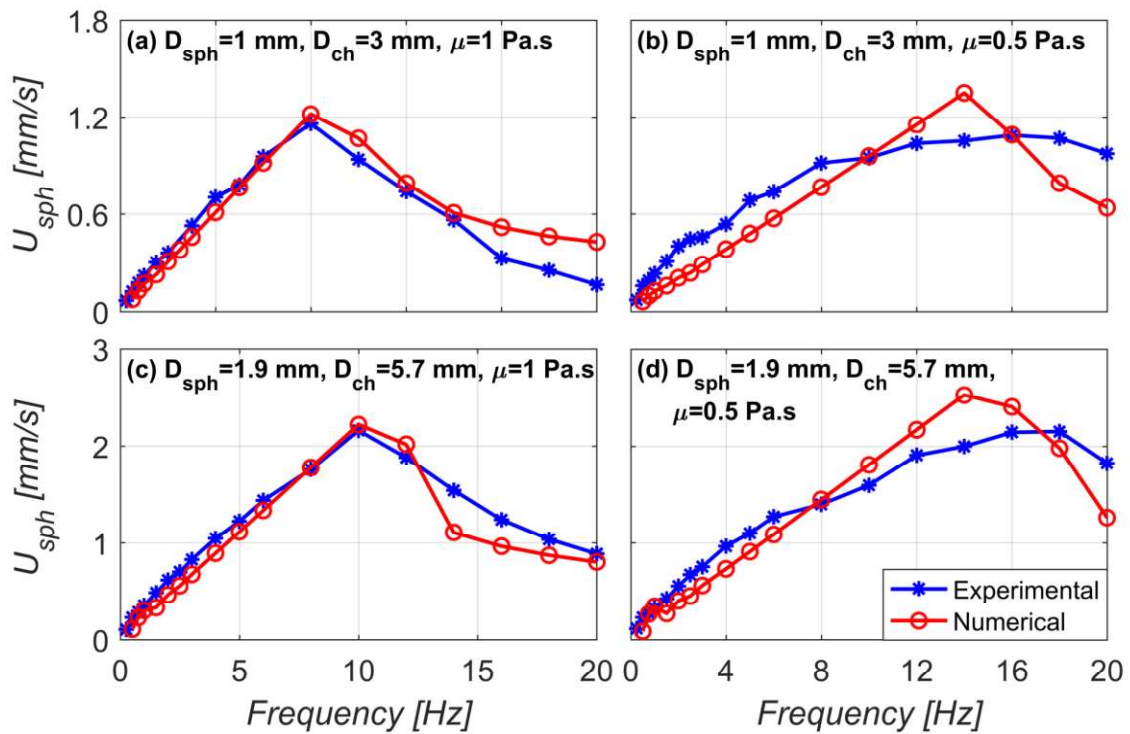 1.8
1.2
0.6
0
U_sph [mm/s]
(a) D_sph=1 mm, D_ch=3 mm, μ=1 Pa.s
(b) D_sph=1 mm, D_ch=3 mm, μ=0.5 Pa.s
3
2
1
0
U_sph [mm/s]
(c) D_sph=1.9 mm, D_ch=5.7 mm, μ=1 Pa.s
0 5 10 15 20
Frequency [Hz]
(d) D_sph=1.9 mm, D_ch=5.7 mm,
μ=0.5 Pa.s
Experimental
Numerical
0 4 8 12 16 20
Frequency [Hz]